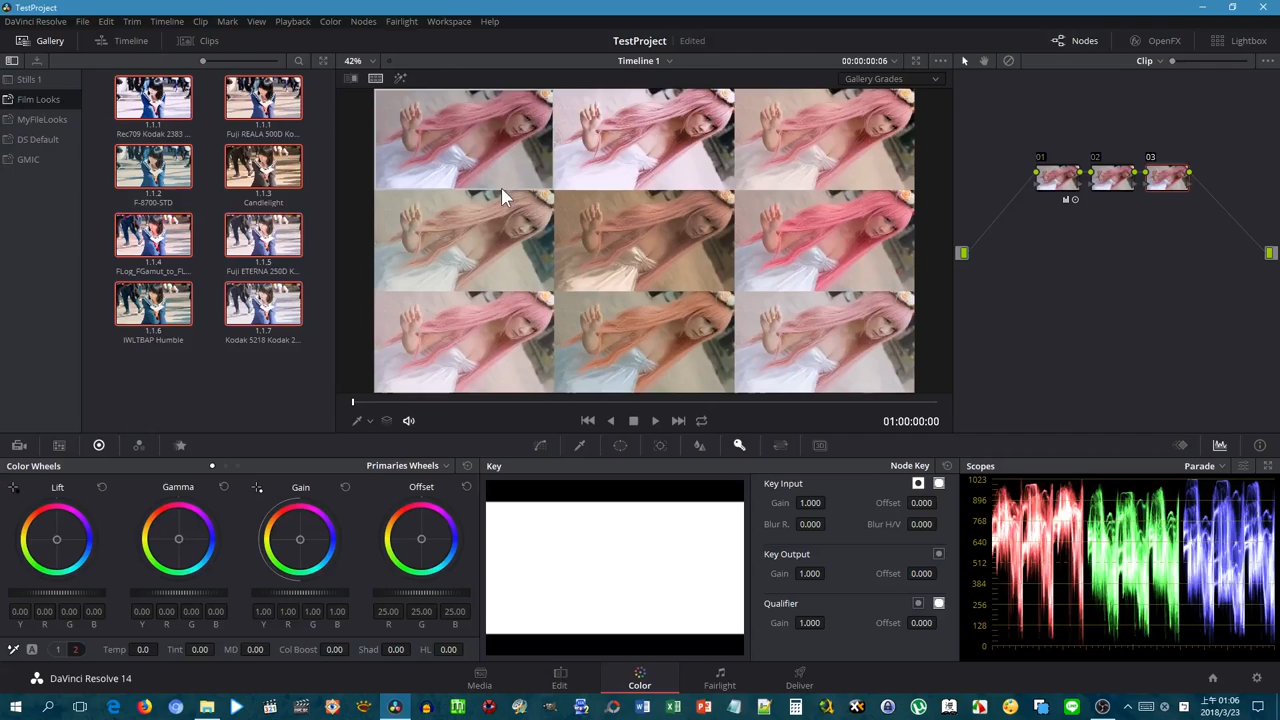 TestProject
DaVinci Resolve File Edit Trim Timeline Clip Mark View Playback Color Nodes Fairlight Workspace Help
Gallery Timeline Clips TestProject Edited Nodes OpenFX Lightbox
42% Timeline 1 00:00:00:06 Clip
Gallery Grades
Stills 1
Film Looks
MyFileLooks
DS Default
GMIC
1.1.1 1.1.1
Rec709 Kodak 2383 ... Fuji REALA 500D Ko...
1.1.2 1.1.3
F-8700-STD Candlelight
1.1.4 1.1.5
FLog_FGamut_to_FL... Fuji ETERNA 250D K...
1.1.6 1.1.7
IWLTBAP Humble Kodak 5218 Kodak 2...
01 02 03
01:00:00:00
Color Wheels Primaries Wheels Key Node Key Scopes Parade
Lift Gamma Gain Offset
0.00 0.00 0.00 0.00 0.00 0.00 0.00 0.00 1.00 1.00 1.00 1.00 25.00 25.00 25.00
Y R G B Y R G B Y R G B R G B
A 1 2 Temp 0.0 Tint 0.00 MD 0.00 Col Boost 0.00 Shad 0.00 HL 0.00
Key Input
Gain 1.000 Offset 0.000
Blur R. 0.000 Blur H/V 0.000
Key Output
Gain 1.000 Offset 0.000
Qualifier
Gain 1.000 Offset 0.000
1023
896
768
640
512
384
256
128
0
DaVinci Resolve 14 Media Edit Color Fairlight Deliver
上午 01:06
2018/3/23